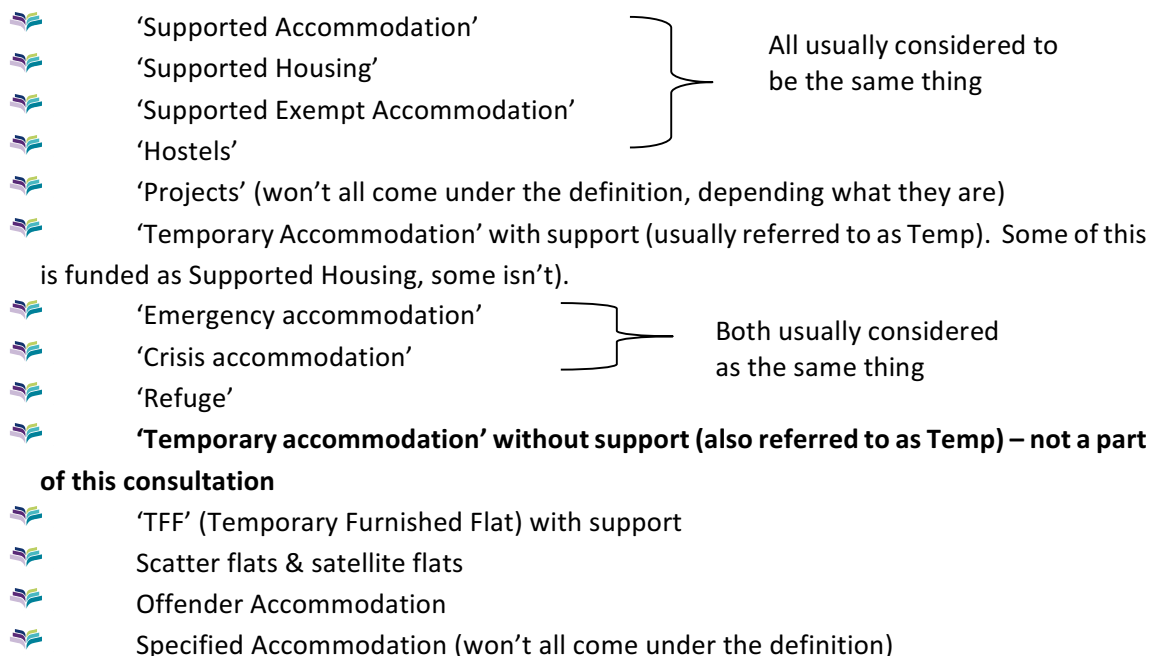 ‘Supported Accommodation’
‘Supported Housing’
‘Supported Exempt Accommodation’
‘Hostels’
All usually considered to
be the same thing
‘Projects’ (won’t all come under the definition, depending what they are)
‘Temporary Accommodation’ with support (usually referred to as Temp).  Some of this
is funded as Supported Housing, some isn’t).
‘Emergency accommodation’
‘Crisis accommodation’
Both usually considered
as the same thing
‘Refuge’
‘Temporary accommodation’ without support (also referred to as Temp) – not a part
of this consultation
‘TFF’ (Temporary Furnished Flat) with support
Scatter flats & satellite flats
Offender Accommodation
Specified Accommodation (won’t all come under the definition)